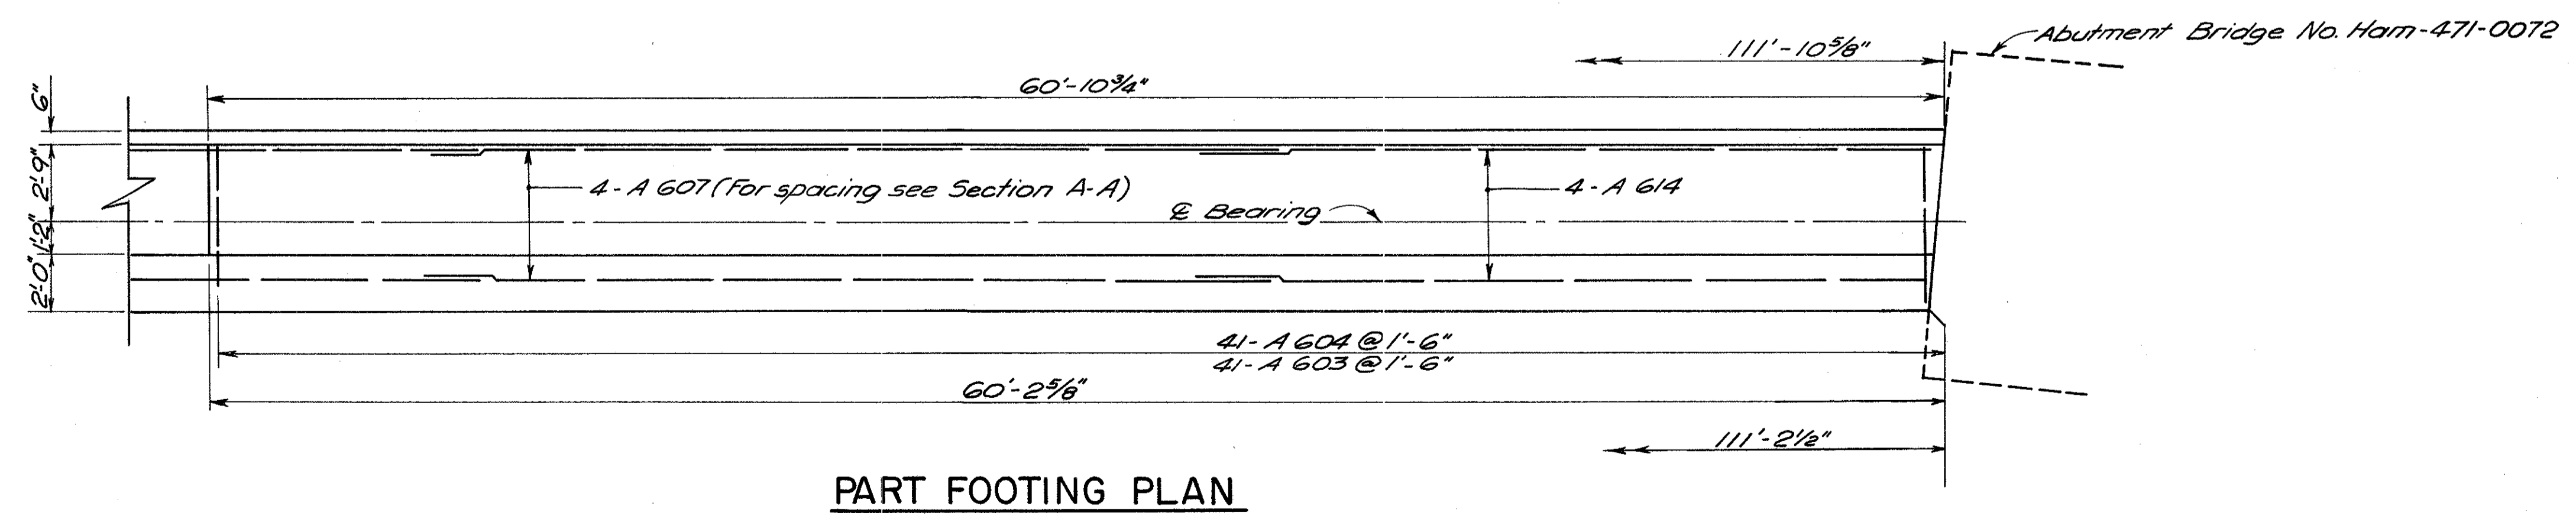 Abutment Bridge No. Ham-471-0072
111'-10⅝"
60'-10¾"
6"
2'-9"
1'-2"
2'-0"
4-A 607 (For spacing see Section A-A)
4-A 614
℄ Bearing
41-A 604 @ 1'-6"
41-A 603 @ 1'-6"
60'-2⅝"
111'-2½"
PART FOOTING PLAN